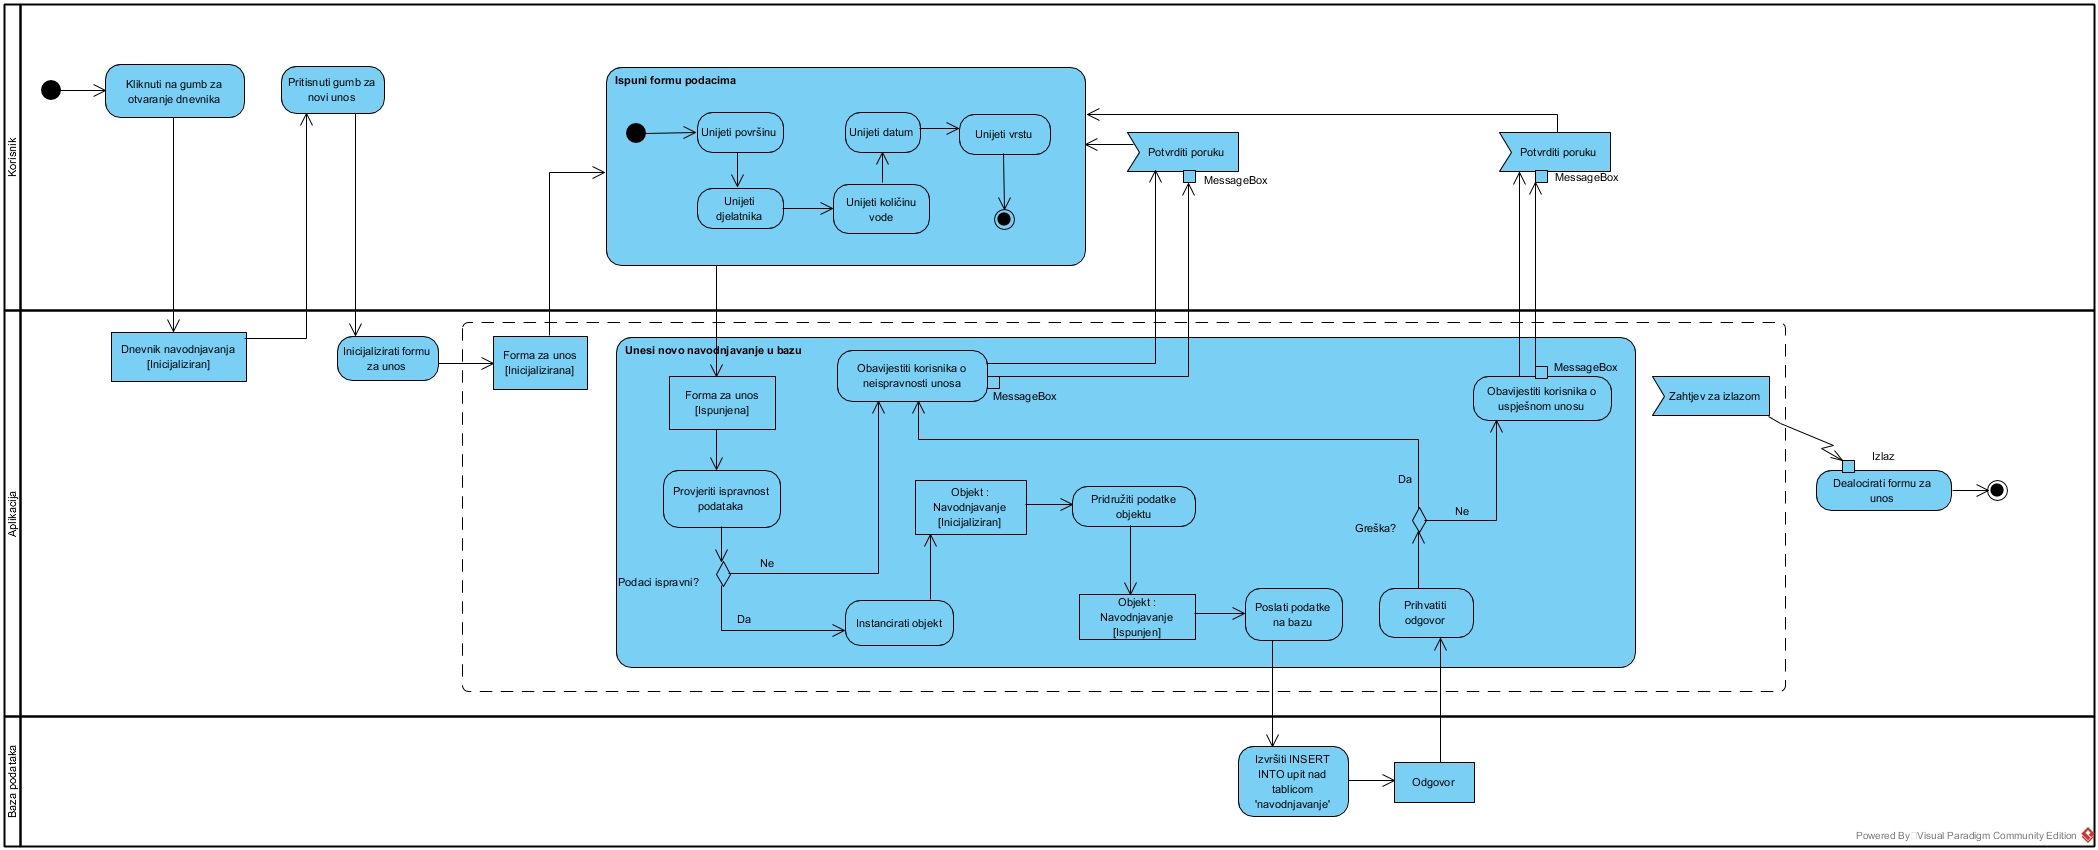 Korisnik
Kliknuti na gumb za
otvaranje dnevnika
Pritisnuti gumb za
novi unos
Ispuni formu podacima
Unijeti površinu
Unijeti
djelatnika
Unijeti količinu
vode
Unijeti datum
Unijeti vrstu
Potvrditi poruku
MessageBox
Potvrditi poruku
MessageBox
Aplikacija
Dnevnik navodnjavanja
[Inicijaliziran]
Inicijalizirati formu
za unos
Forma za unos
[Inicijalizirana]
Unesi novo navodnjavanje u bazu
Forma za unos
[Ispunjena]
Provjeriti ispravnost
podataka
Podaci ispravni?
Ne
Da
Obavijestiti korisnika o
neispravnosti unosa
MessageBox
Instancirati objekt
Objekt :
Navodnjavanje
[Inicijaliziran]
Pridružiti podatke
objektu
Objekt :
Navodnjavanje
[Ispunjen]
Poslati podatke
na bazu
Prihvatiti
odgovor
Greška?
Da
Ne
Obavijestiti korisnika o
uspješnom unosu
MessageBox
Zahtjev za izlazom
Izlaz
Dealocirati formu za
unos
Baza podataka
Izvršiti INSERT
INTO upit nad
tablicom
'navodnjavanje'
Odgovor
Powered By Visual Paradigm Community Edition